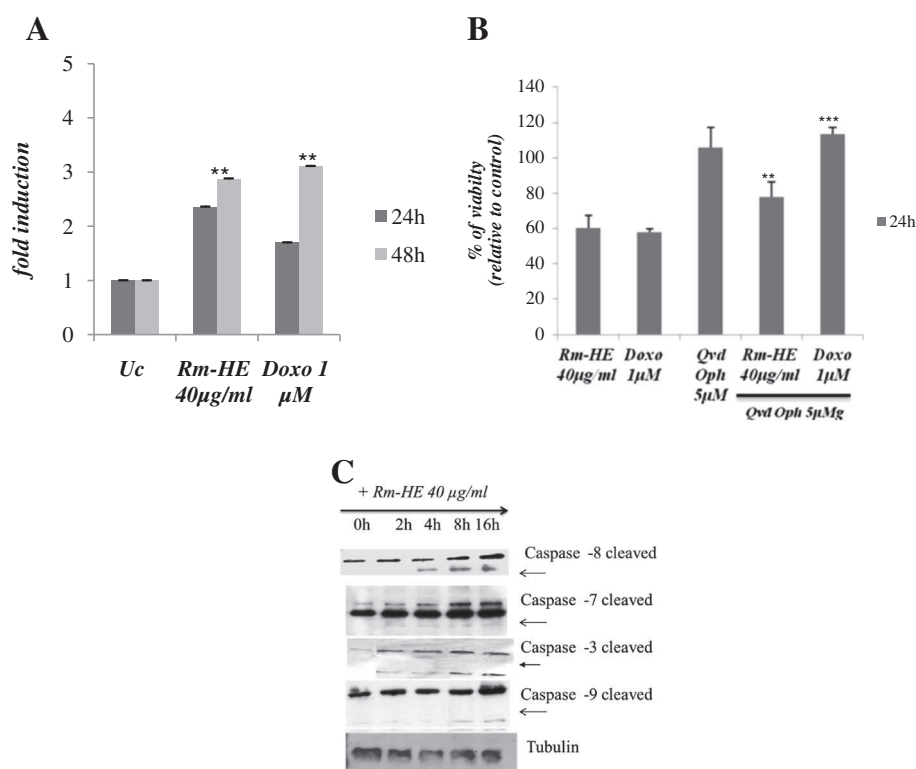 A
fold induction
5
4
3
2
1
0
**
**
Uc
Rm-HE
40µg/ml
Doxo 1
µM
24h
48h
B
% of viabilty
(relative to control)
140
120
100
80
60
40
20
0
**
***
Rm-HE
40µg/ml
Doxo
1µM
Qvd
Oph
5µM
Rm-HE
40µg/ml
Doxo
1µM
Qvd Oph 5µMg
24h
C
+ Rm-HE 40 µg/ml
0h 2h 4h 8h 16h
Caspase -8 cleaved
Caspase -7 cleaved
Caspase -3 cleaved
Caspase -9 cleaved
Tubulin